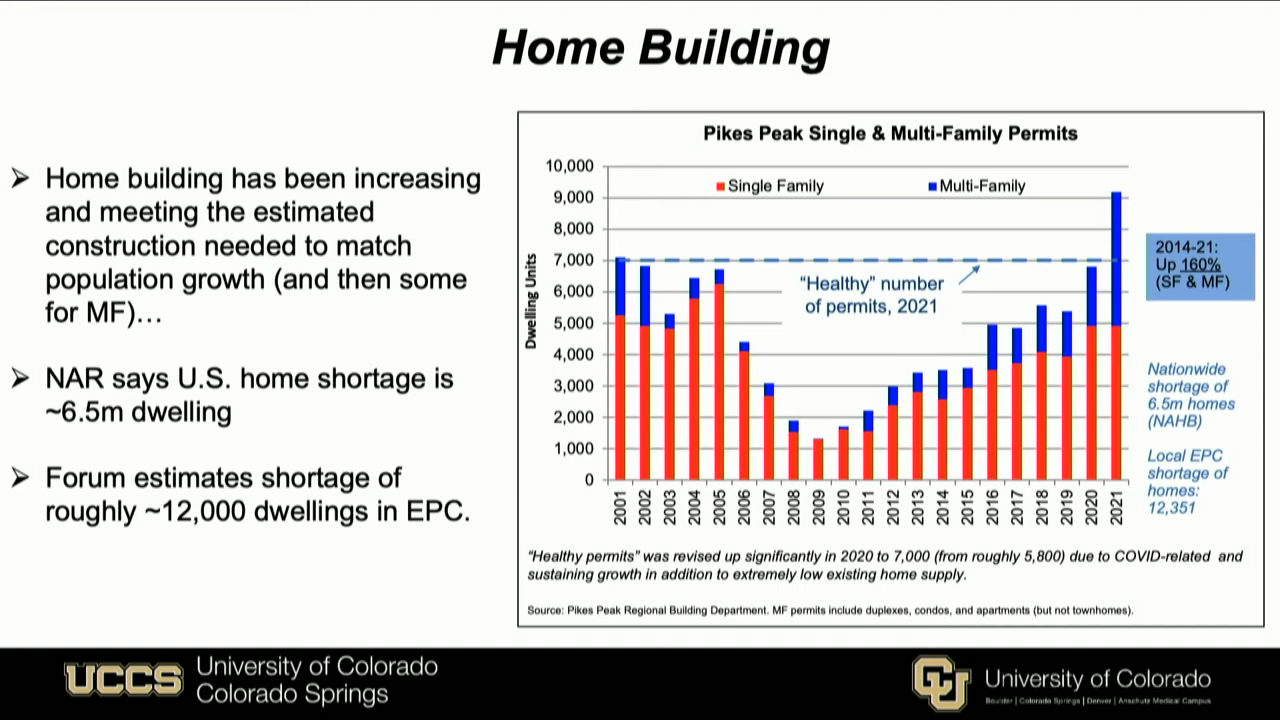 Home Building
➢ Home building has been increasing
and meeting the estimated
construction needed to match
population growth (and then some
for MF)…
➢ NAR says U.S. home shortage is
~6.5m dwelling
➢ Forum estimates shortage of
roughly ~12,000 dwellings in EPC.
Pikes Peak Single & Multi-Family Permits
Single Family
Multi-Family
Dwelling Units
10,000
9,000
8,000
7,000
6,000
5,000
4,000
3,000
2,000
1,000
0
“Healthy” number
of permits, 2021
2001 2002 2003 2004 2005 2006 2007 2008 2009 2010 2011 2012 2013 2014 2015 2016 2017 2018 2019 2020 2021
2014-21:
Up 160%
(SF & MF)
Nationwide
shortage of
6.5m homes
(NAHB)
Local EPC
shortage of
homes:
12,351
“Healthy permits” was revised up significantly in 2020 to 7,000 (from roughly 5,800) due to COVID-related and
sustaining growth in addition to extremely low existing home supply.
Source: Pikes Peak Regional Building Department. MF permits include duplexes, condos, and apartments (but not townhomes).
UCCS
University of Colorado
Colorado Springs
CU
University of Colorado
Boulder | Colorado Springs | Denver | Anschutz Medical Campus